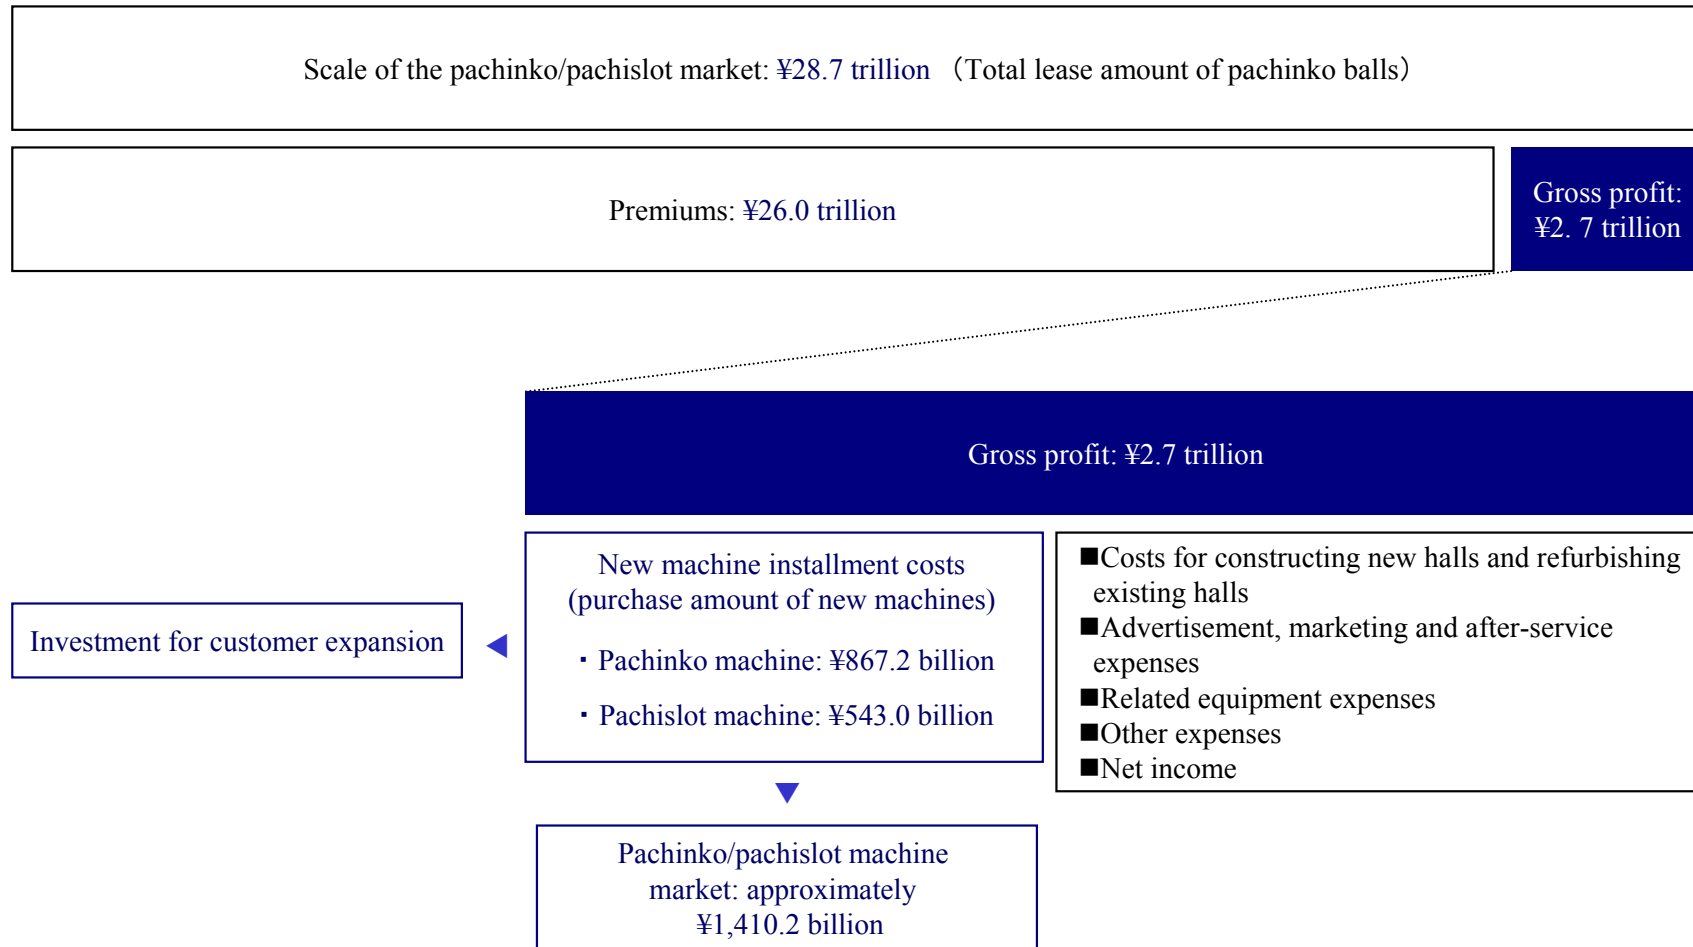 Scale of the pachinko/pachislot market: ¥28.7 trillion （Total lease amount of pachinko balls）
Premiums: ¥26.0 trillion
Gross profit:
¥2. 7 trillion
Gross profit: ¥2.7 trillion
New machine installment costs
(purchase amount of new machines)
・Pachinko machine: ¥867.2 billion
・Pachislot machine: ¥543.0 billion
■Costs for constructing new halls and refurbishing
existing halls
■Advertisement, marketing and after-service
expenses
■Related equipment expenses
■Other expenses
■Net income
Investment for customer expansion
Pachinko/pachislot machine
market: approximately
¥1,410.2 billion